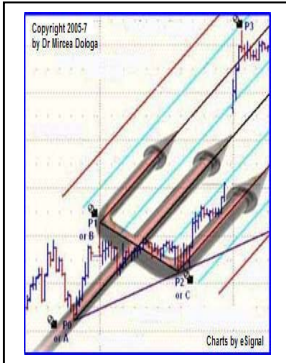 Copyright 2005-7
by Dr Mircea Dologa
P3
P1
or B
P2
or C
P0
or A
Charts by eSignal